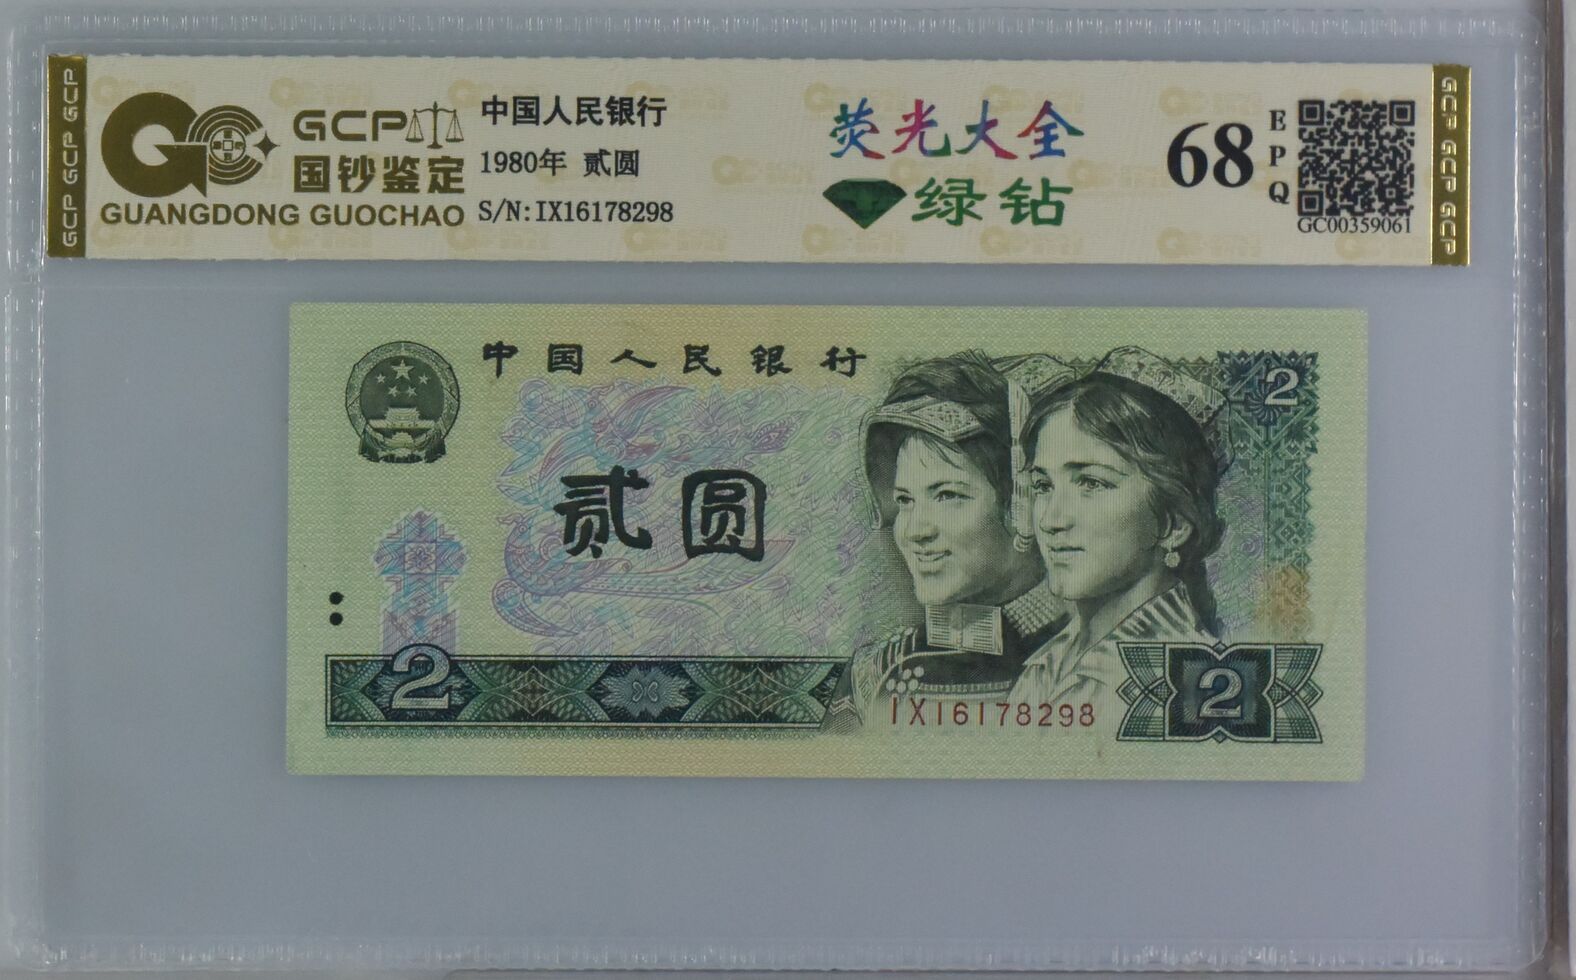 GCP GCP GCP
GCP
国钞鉴定
GUANGDONG GUOCHAO
中国人民银行
1980年 贰圆
S/N:IX16178298
荧光大全
绿钻
68
EPQ
GC00359061
GCP GCP GCP
中国人民银行
2
贰圆
2
IX16178298
2